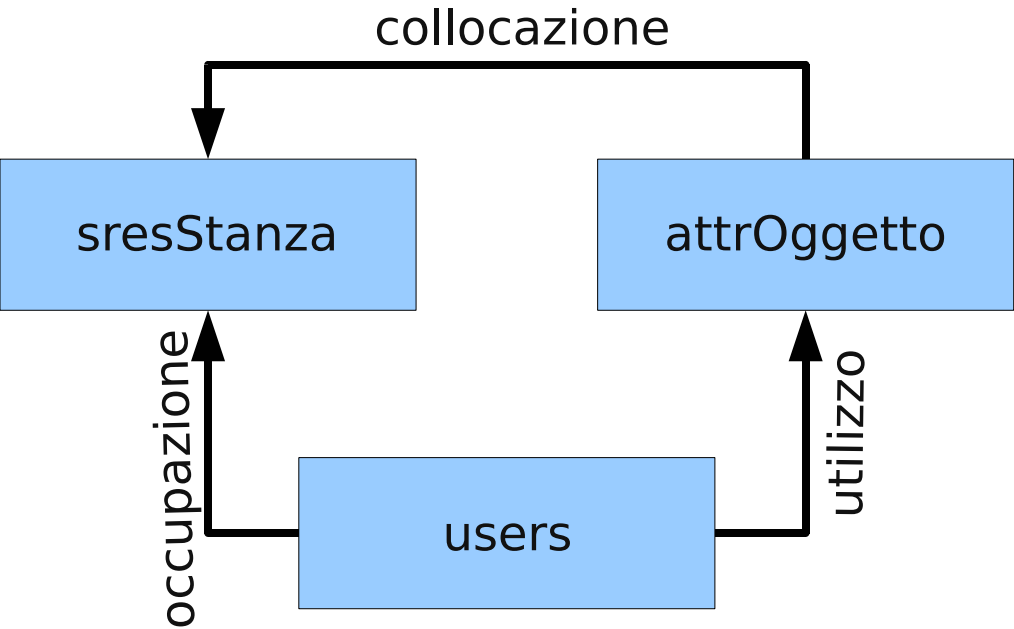 collocazione
sresStanza
attrOggetto
occupazione
utilizzo
users